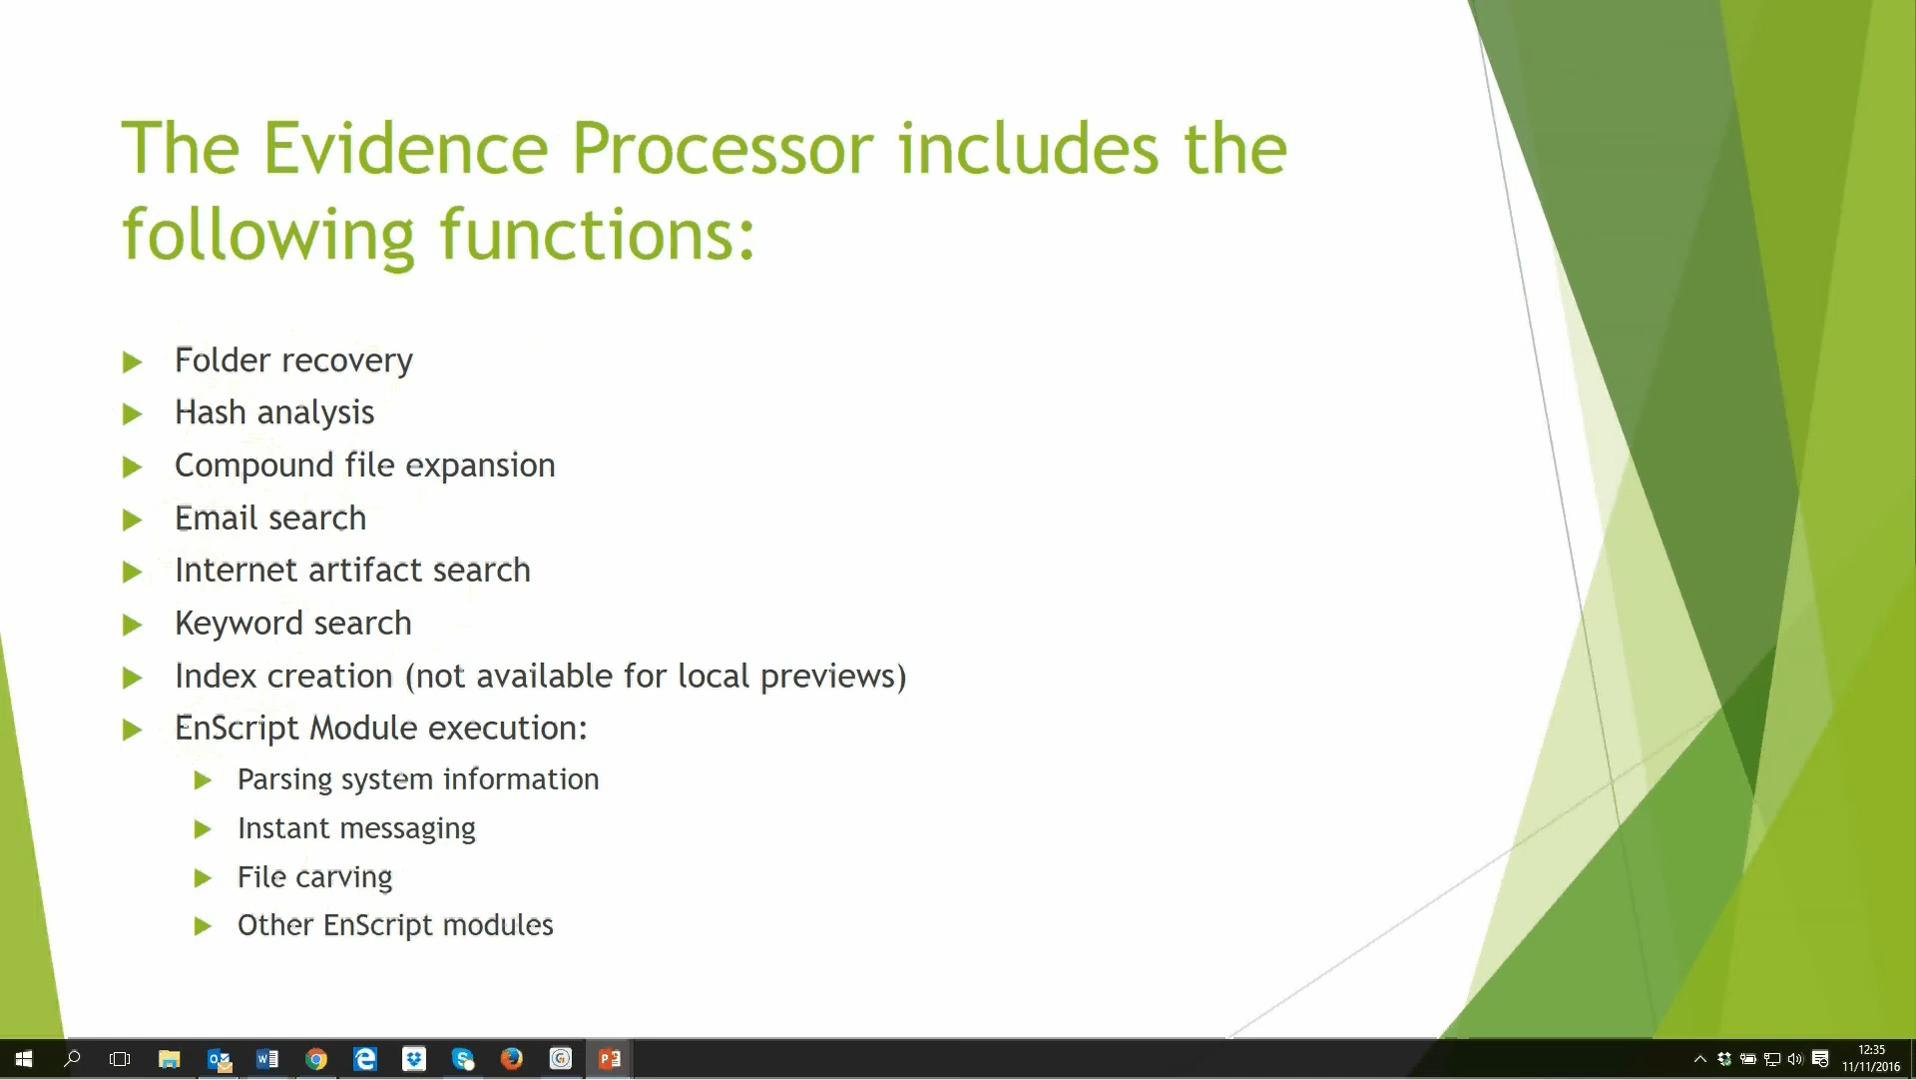 The Evidence Processor includes the
following functions:
Folder recovery
Hash analysis
Compound file expansion
Email search
Internet artifact search
Keyword search
Index creation (not available for local previews)
EnScript Module execution:
Parsing system information
Instant messaging
File carving
Other EnScript modules
12:35
11/11/2016